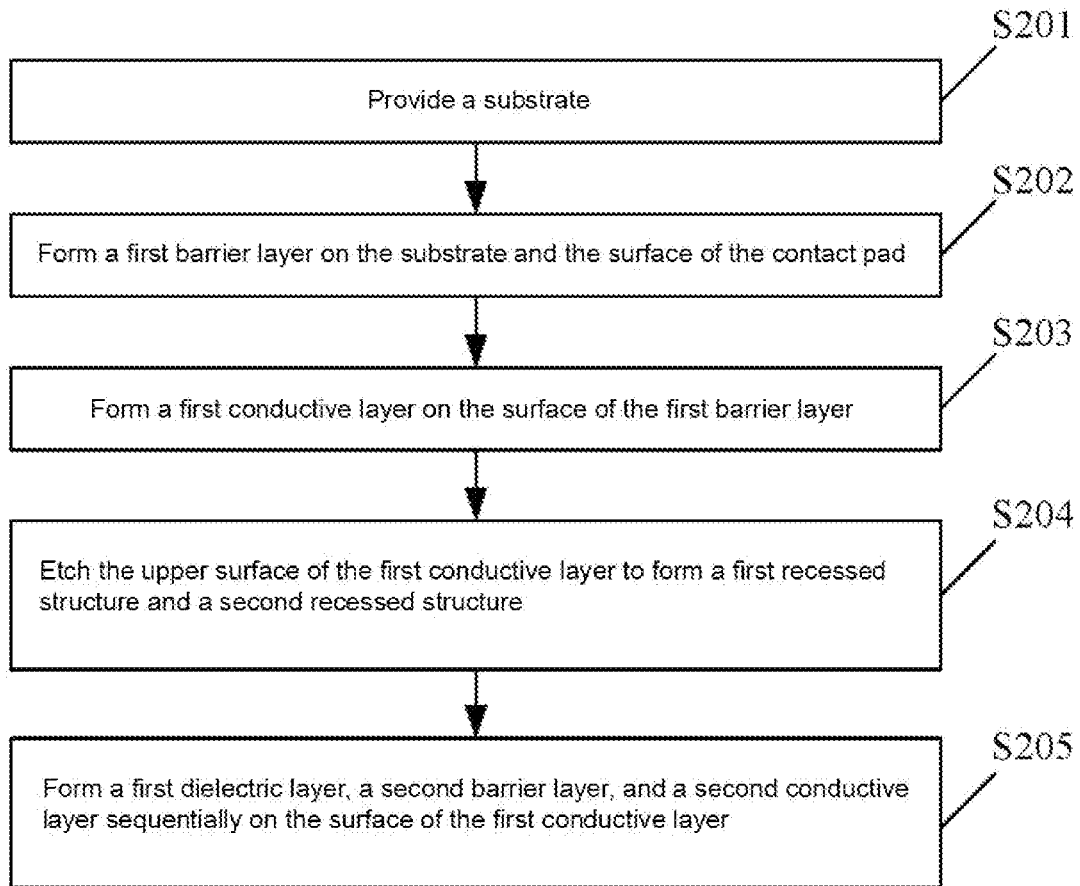 S201
Provide a substrate
S202
Form a first barrier layer on the substrate and the surface of the contact pad
S203
Form a first conductive layer on the surface of the first barrier layer
S204
Etch the upper surface of the first conductive layer to form a first recessed
structure and a second recessed structure
S205
Form a first dielectric layer, a second barrier layer, and a second conductive
layer sequentially on the surface of the first conductive layer